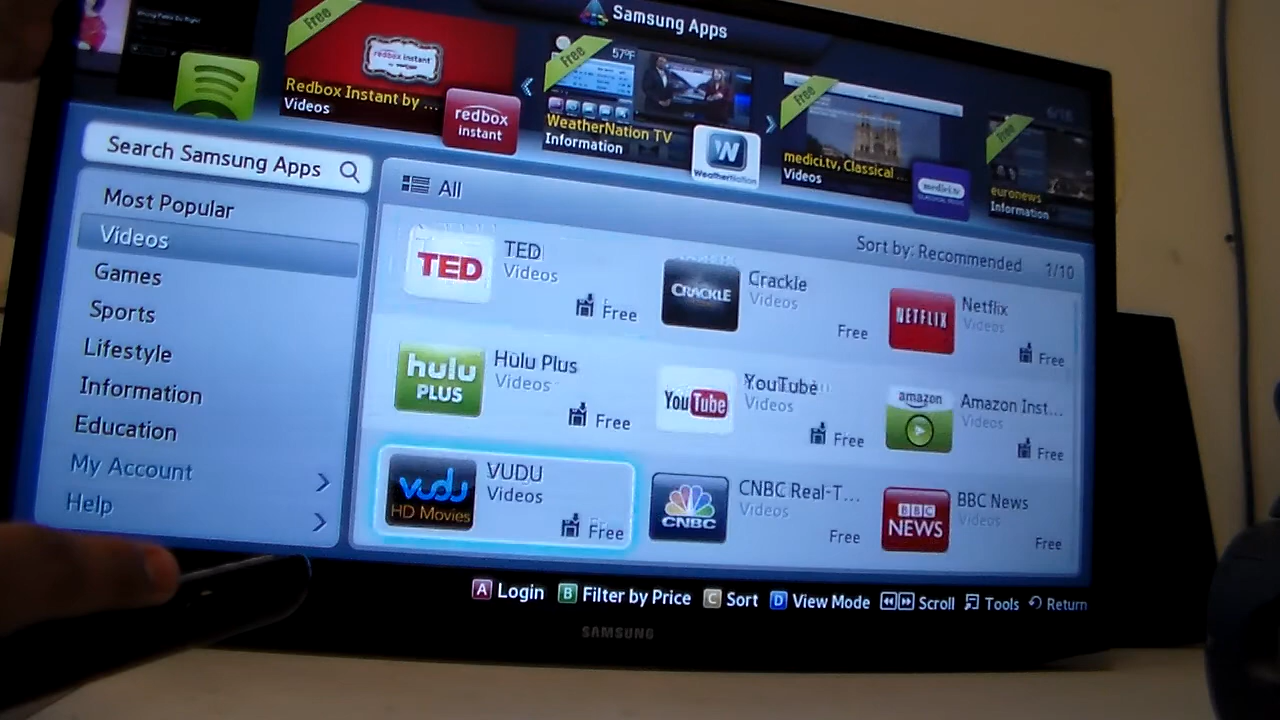 Samsung Apps
Free
redbox instant
Redbox Instant by ...
Videos
redbox
instant
Free
57°F
WeatherNation TV
Information
W
WeatherNation
Free
medici.tv, Classical ...
Videos
medici.tv
Free
euronews
Information
Search Samsung Apps
Most Popular
Videos
Games
Sports
Lifestyle
Information
Education
My Account
Help
All
Sort by: Recommended
1/10
TED
TED
Videos
Free
CRACKLE
Crackle
Videos
Free
NETFLIX
Netflix
Videos
Free
hulu
PLUS
Hulu Plus
Videos
Free
YouTube
YouTube
Videos
Free
amazon
Amazon Inst...
Videos
Free
vudu
HD Movies
VUDU
Videos
Free
CNBC
CNBC Real-T...
Videos
Free
BBC
NEWS
BBC News
Videos
Free
A Login B Filter by Price C Sort D View Mode Scroll Tools Return
SAMSUNG